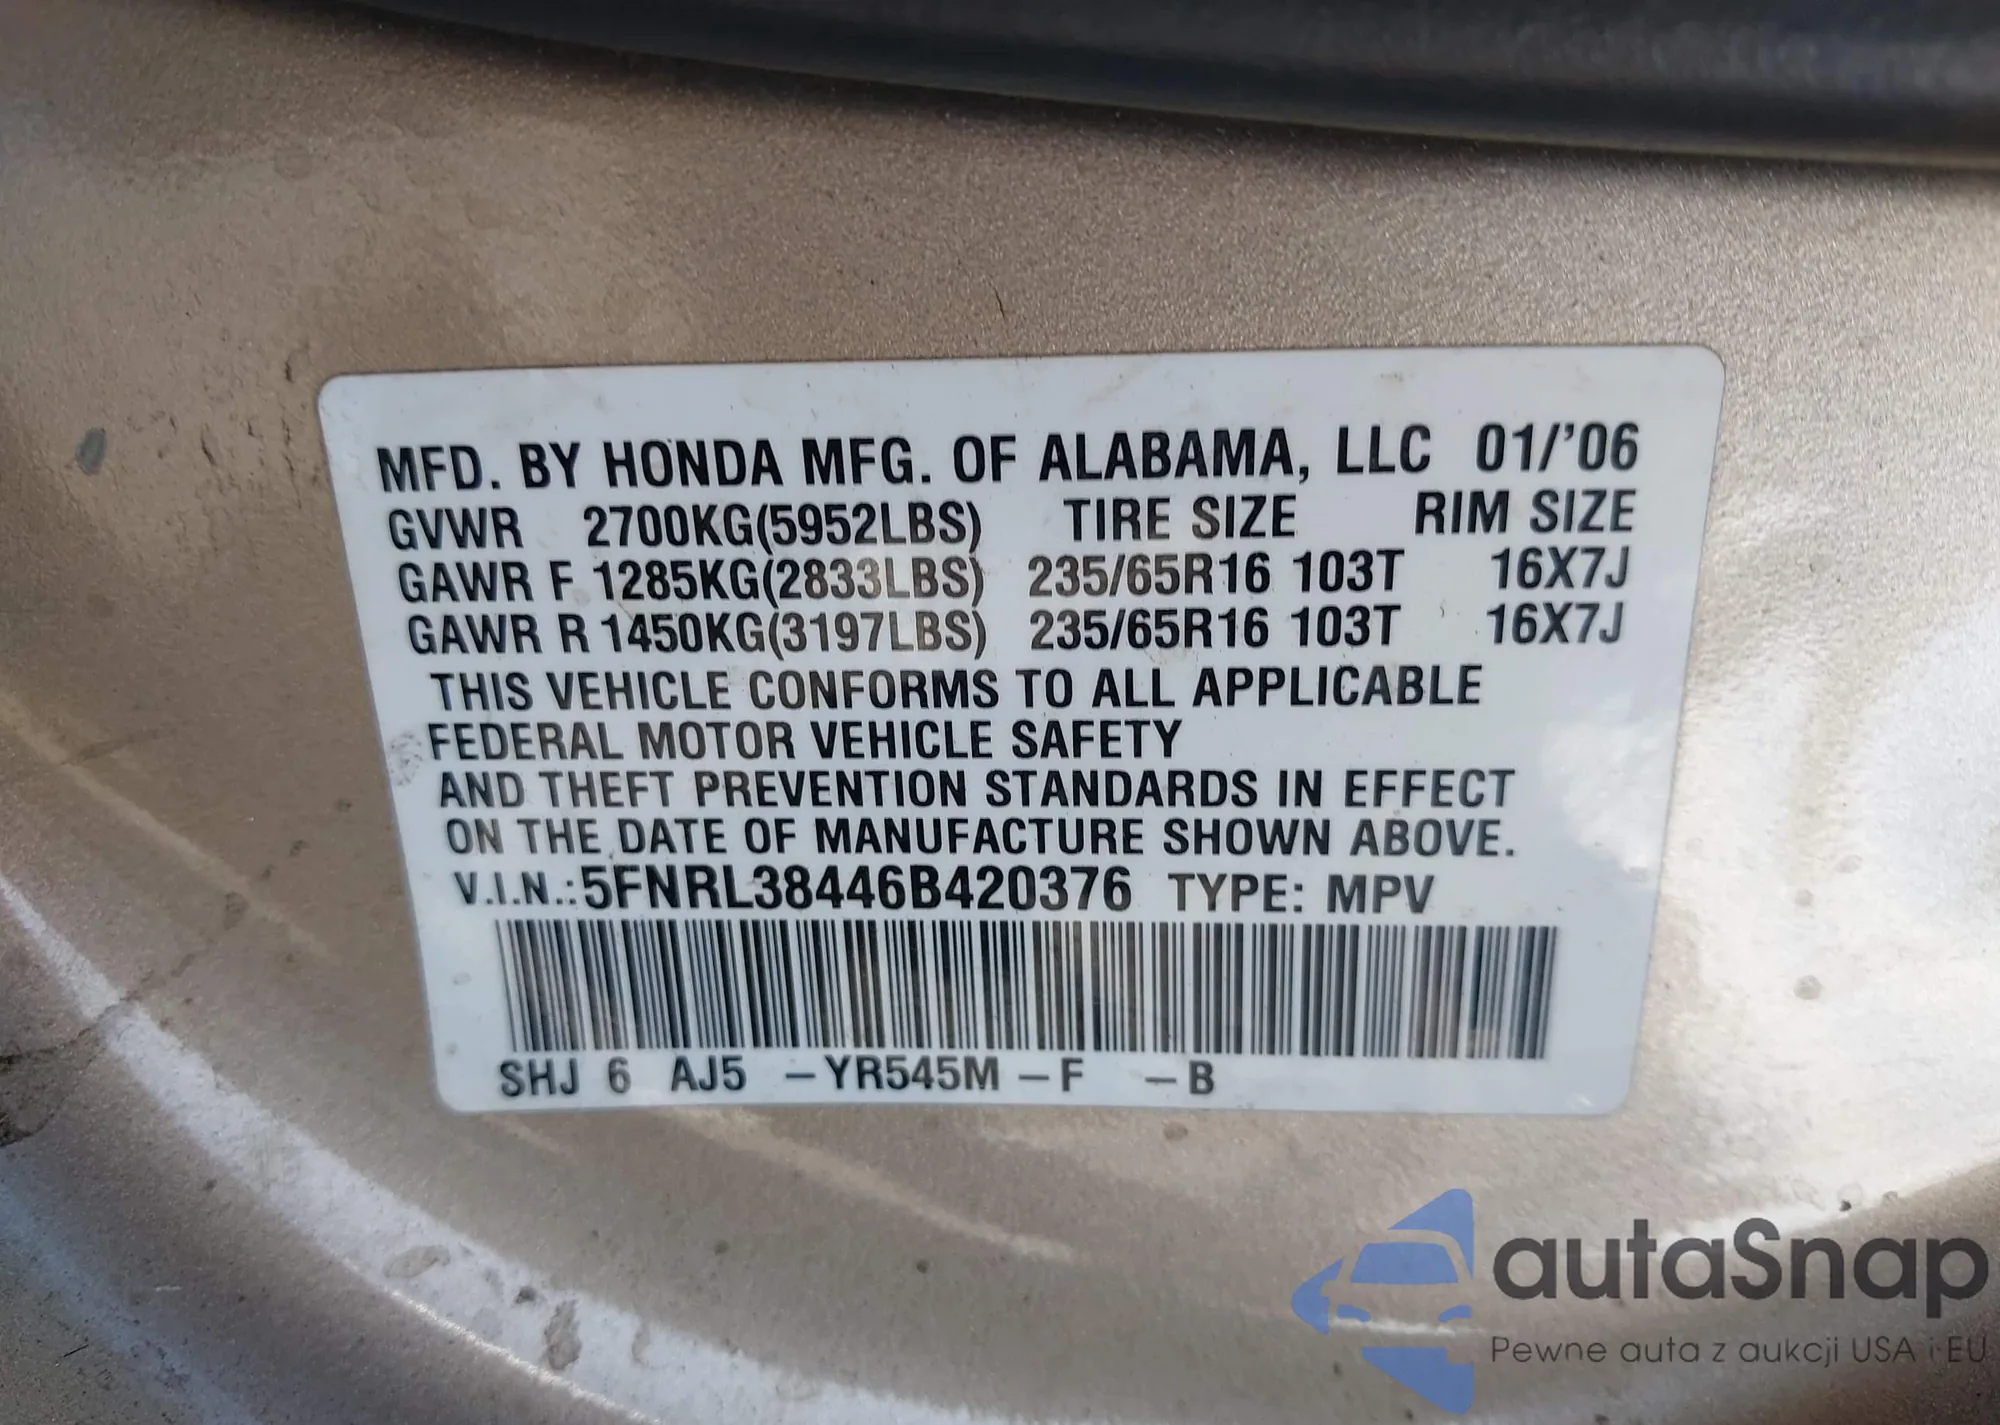 MFD. BY HONDA MFG. OF ALABAMA, LLC 01/'06
GVWR 2700KG(5952LBS) TIRE SIZE RIM SIZE
GAWR F 1285KG(2833LBS) 235/65R16 103T 16X7J
GAWR R 1450KG(3197LBS) 235/65R16 103T 16X7J
THIS VEHICLE CONFORMS TO ALL APPLICABLE
FEDERAL MOTOR VEHICLE SAFETY
AND THEFT PREVENTION STANDARDS IN EFFECT
ON THE DATE OF MANUFACTURE SHOWN ABOVE.
V.I.N.:5FNRL38446B420376 TYPE: MPV
SHJ 6 AJ5 –YR545M –F –B
autaSnap
Pewne auta z aukcji USA i EU